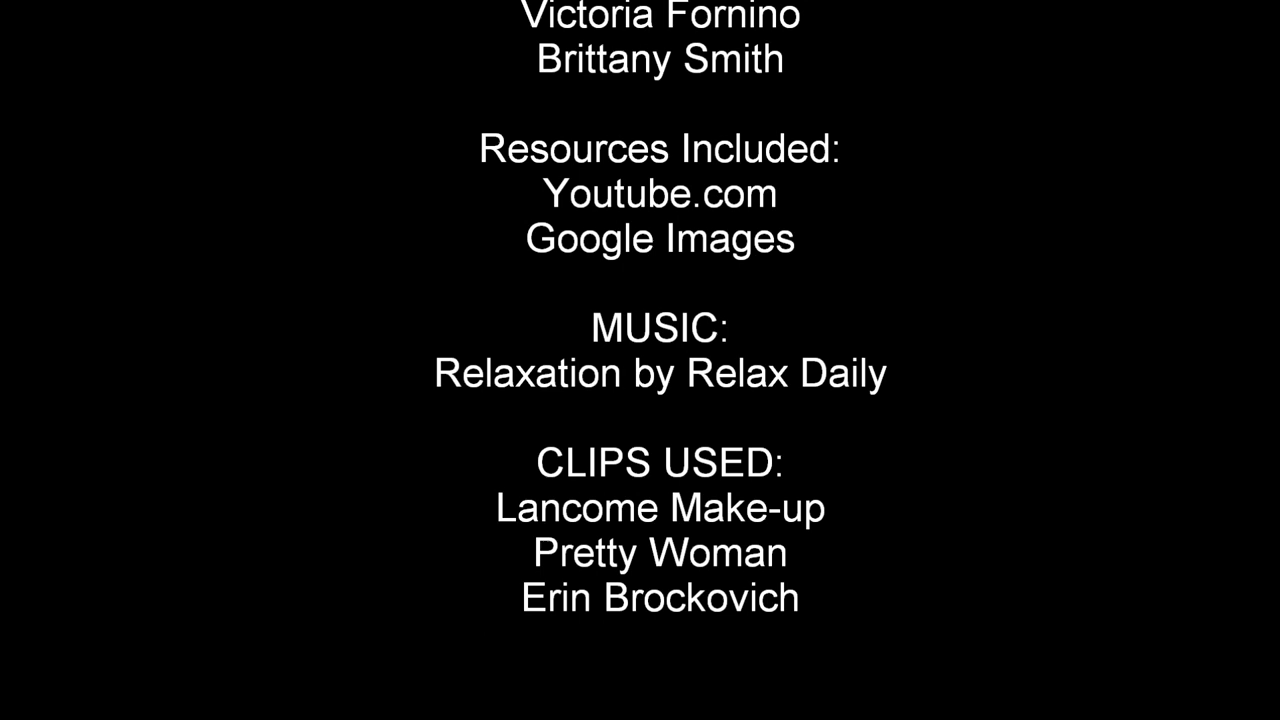 Victoria Fornino
Brittany Smith
Resources Included:
Youtube.com
Google Images
MUSIC:
Relaxation by Relax Daily
CLIPS USED:
Lancome Make-up
Pretty Woman
Erin Brockovich